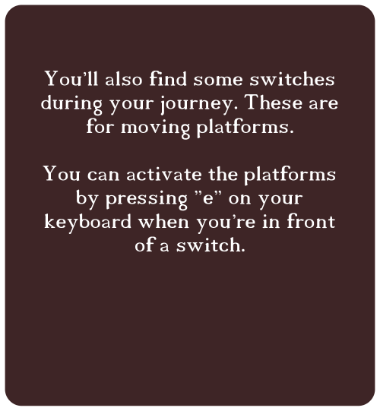 You'll also find some switches
during your journey. These are
for moving platforms.
You can activate the platforms
by pressing "e" on your
keyboard when you're in front
of a switch.